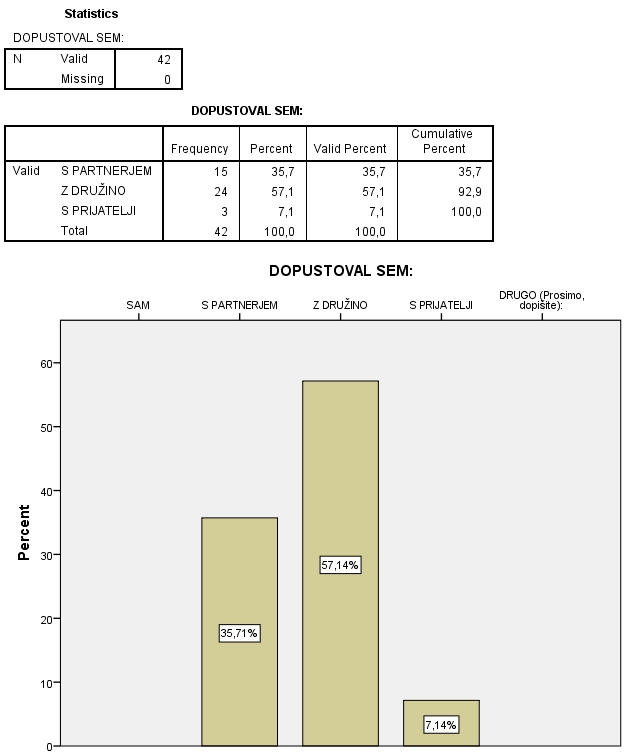 Statistics
DOPUSTOVAL SEM:
N Valid 42
Missing 0
DOPUSTOVAL SEM:
Frequency Percent Valid Percent Cumulative Percent
Valid S PARTNERJEM 15 35,7 35,7 35,7
Z DRUŽINO 24 57,1 57,1 92,9
S PRIJATELJI 3 7,1 7,1 100,0
Total 42 100,0 100,0
DOPUSTOVAL SEM:
SAM S PARTNERJEM Z DRUŽINO S PRIJATELJI DRUGO (Prosimo, dopišite):
60
50
40
30
20
10
0
Percent
35,71%
57,14%
7,14%